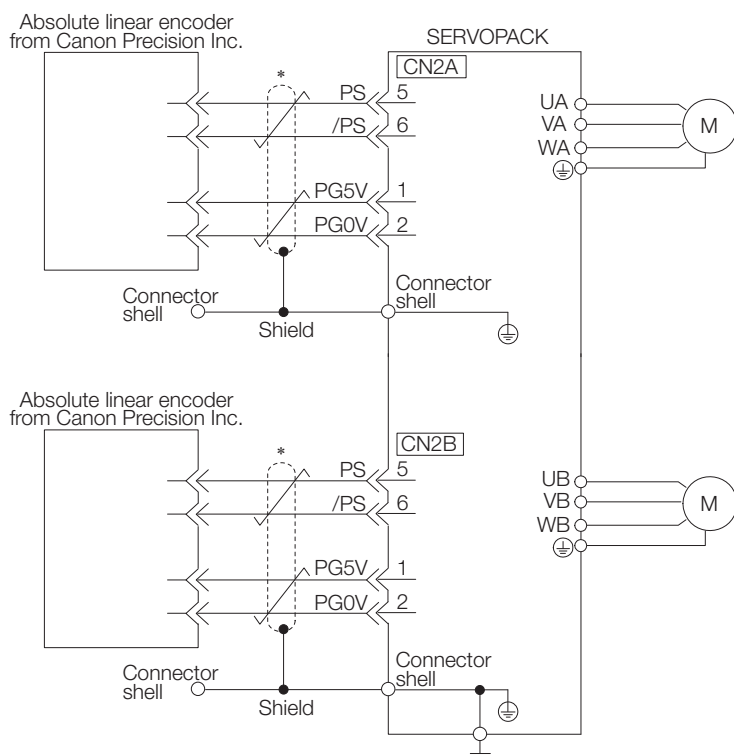 Absolute linear encoder
from Canon Precision Inc.
SERVOPACK
CN2A
*
PS
5
/PS
6
PG5V
1
PG0V
2
UA
VA
WA
M
Connector
shell
Shield
Connector
shell
Absolute linear encoder
from Canon Precision Inc.
CN2B
*
PS
5
/PS
6
PG5V
1
PG0V
2
UB
VB
WB
M
Connector
shell
Shield
Connector
shell